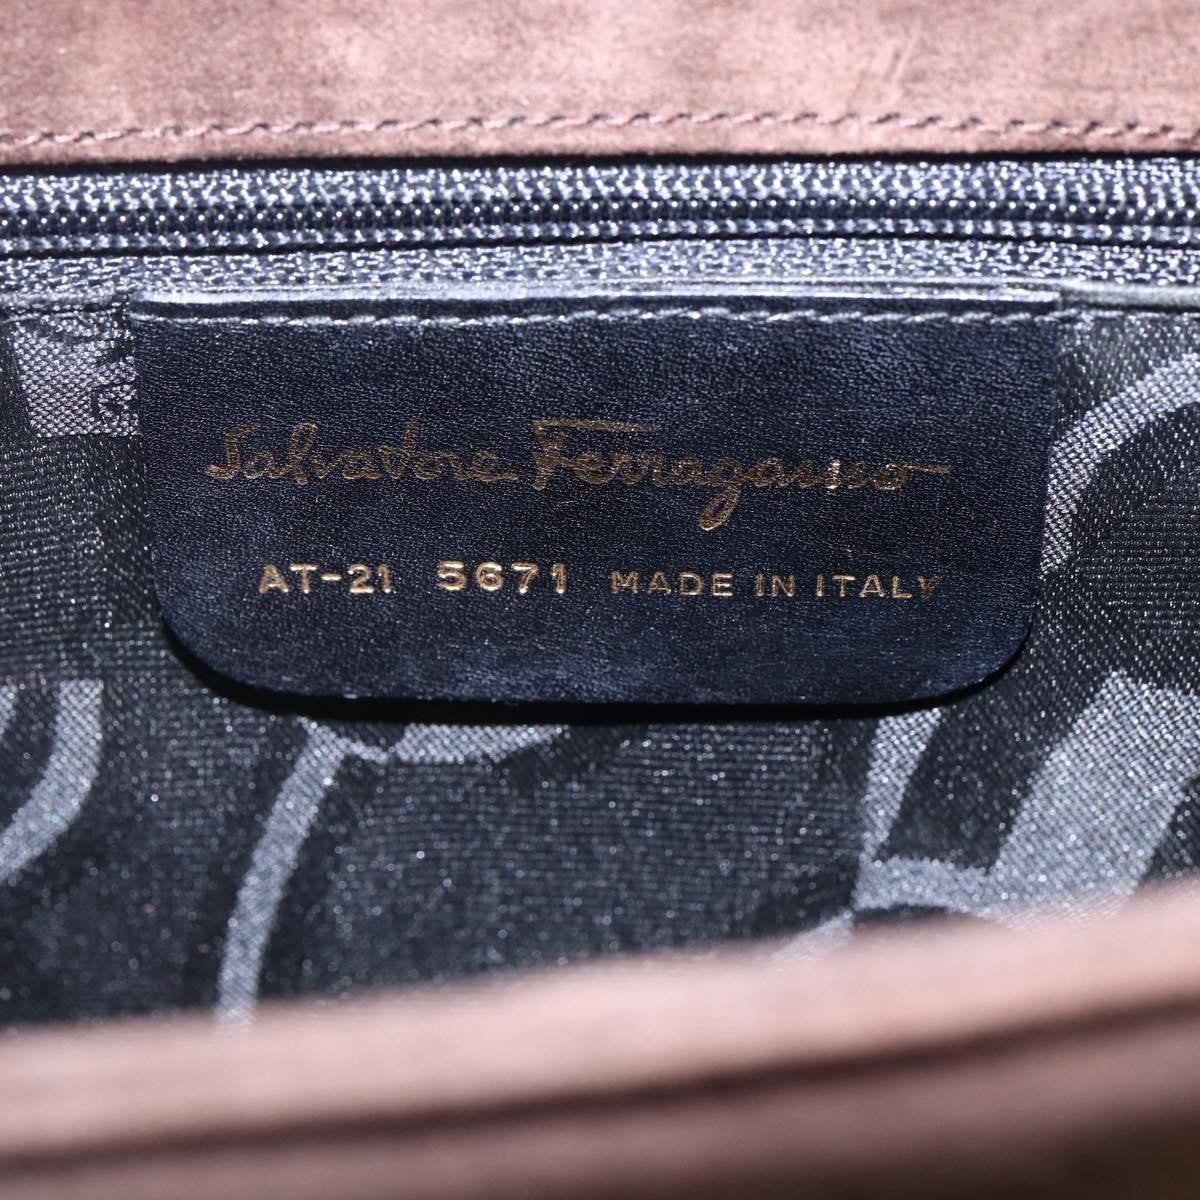 Salvatore Ferragamo
AT-21 5671 MADE IN ITALY